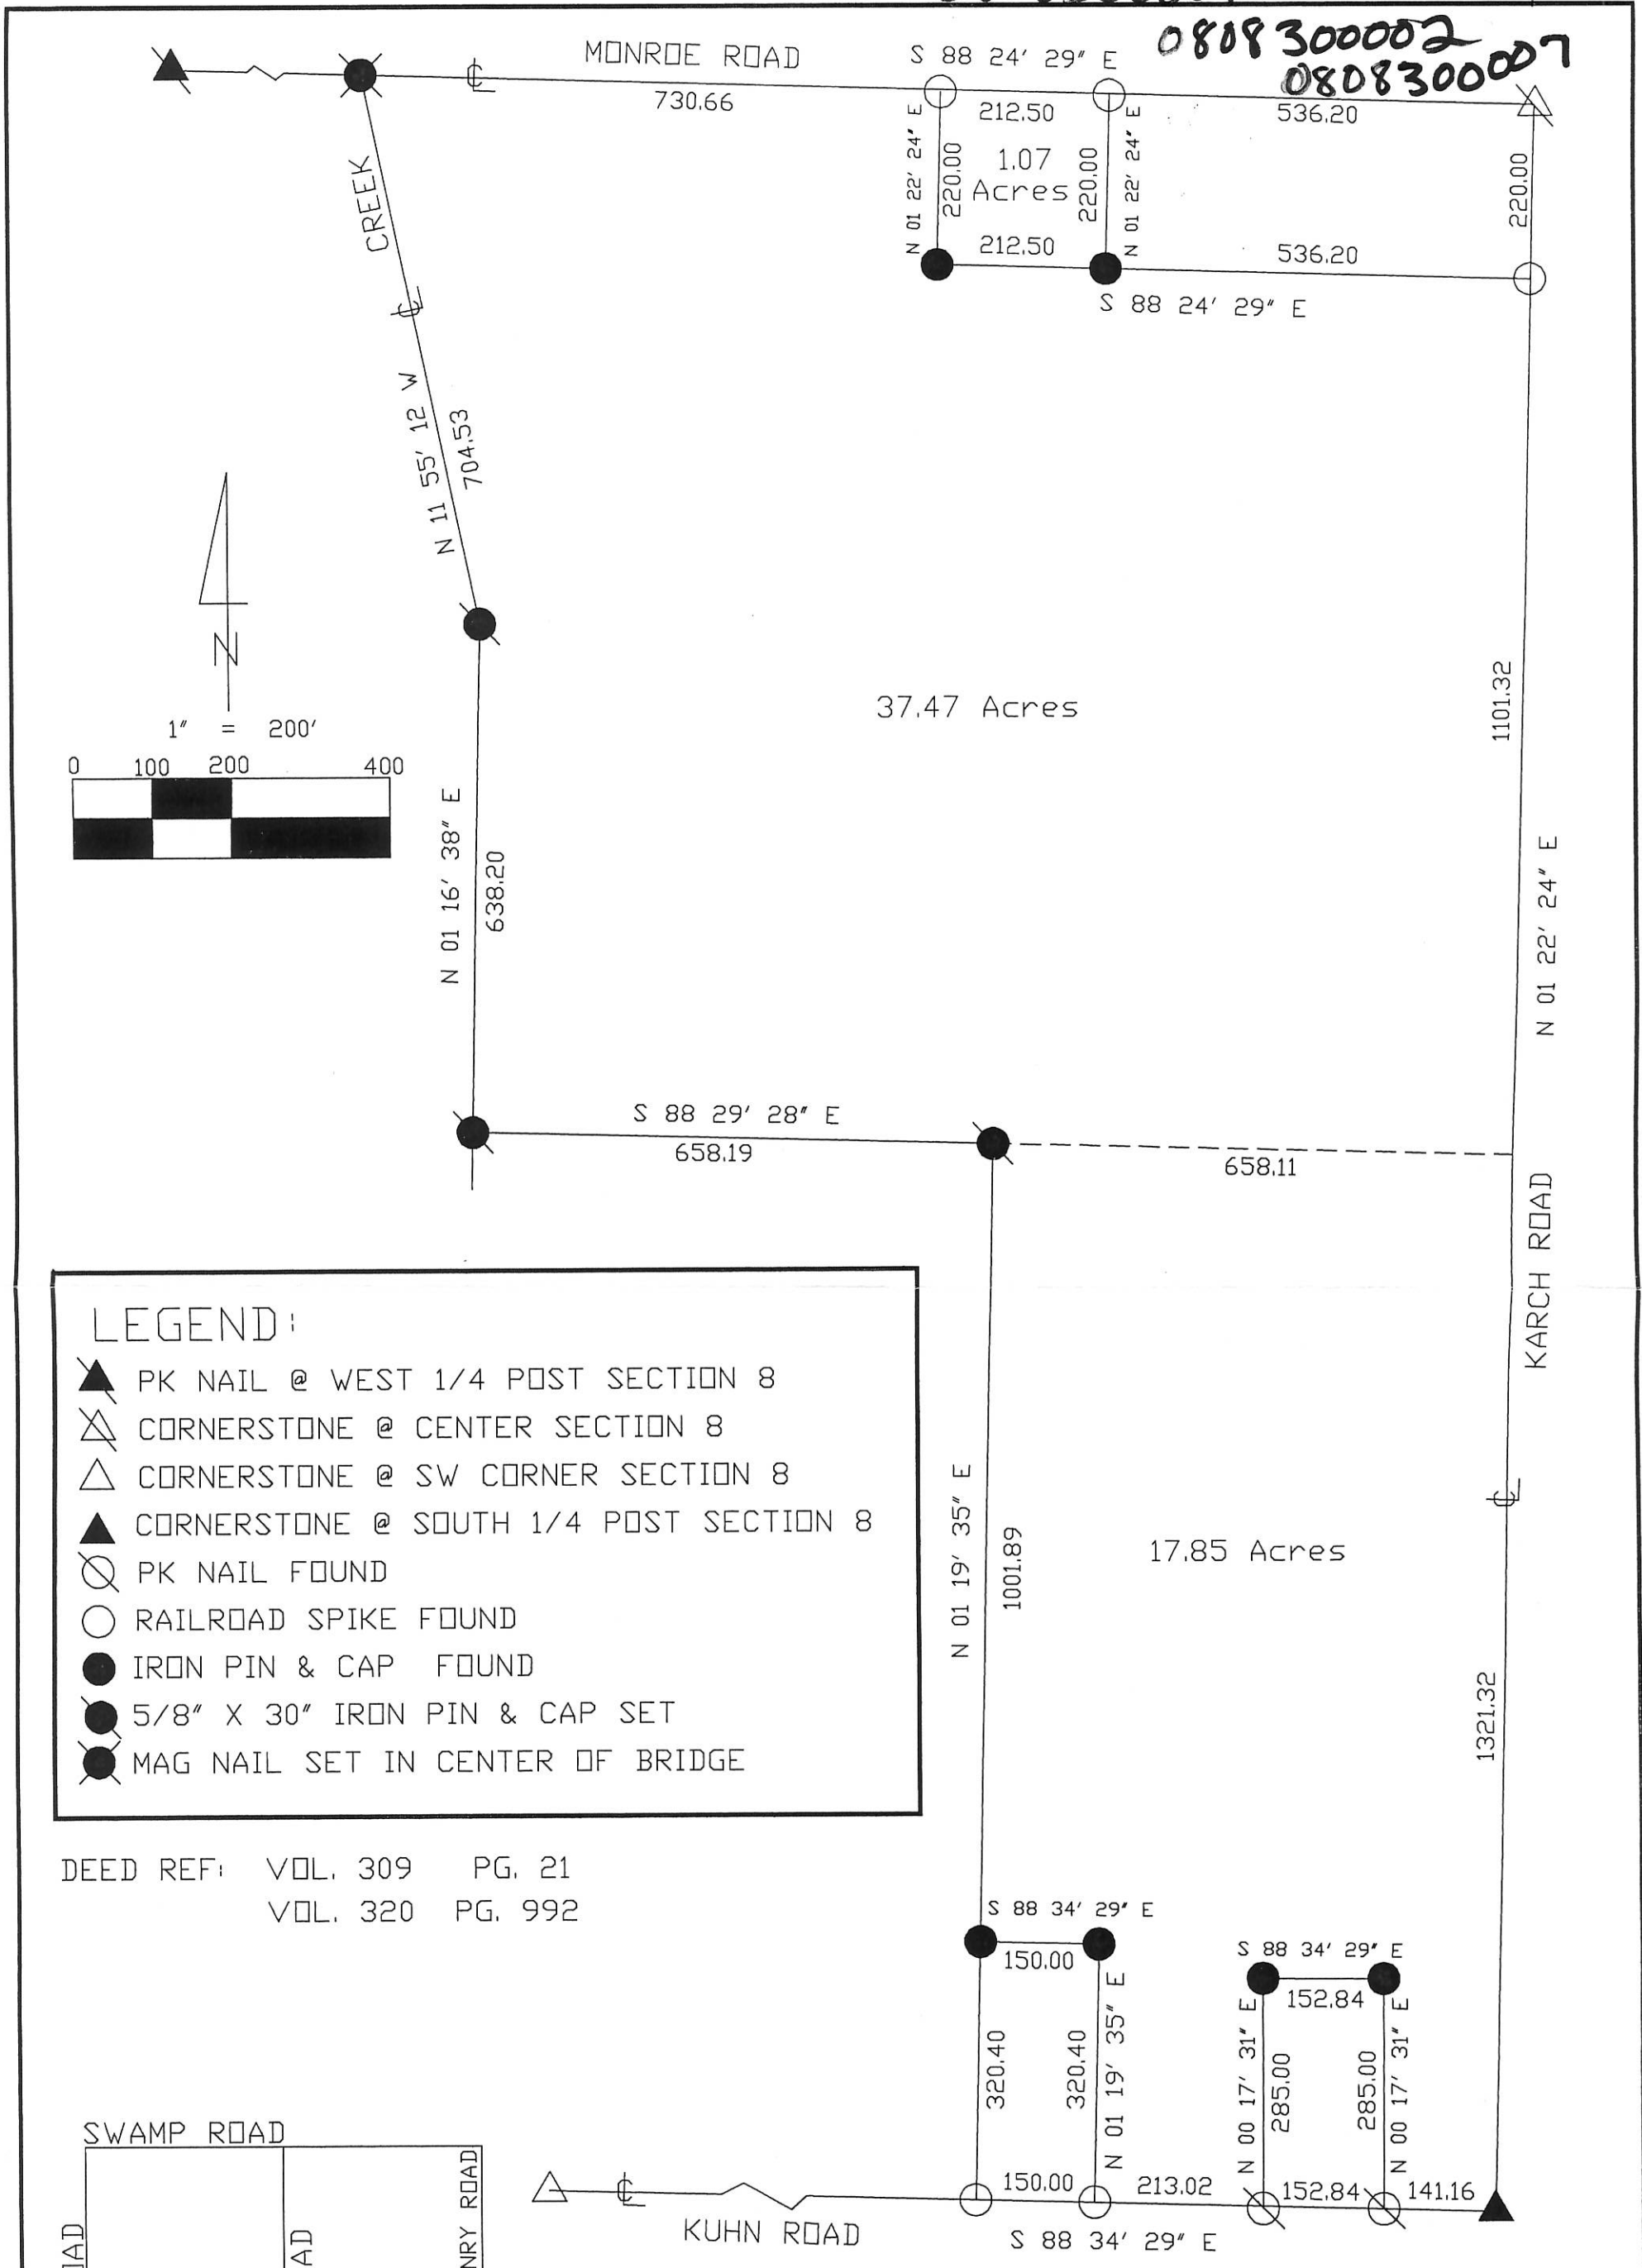 0808300002
0808300007
MONROE ROAD
S 88 24' 29" E
730.66
212.50
536.20
N 01 22' 24" E
220.00
1.07
Acres
220.00
N 01 22' 24" E
220.00
212.50
536.20
S 88 24' 29" E
CREEK
N 11 55' 12 W
704.53
N
1" = 200'
0 100 200 400
37.47 Acres
1101.32
N 01 16' 38" E
638.20
N 01 22' 24" E
S 88 29' 28" E
658.19
658.11
KARCH ROAD
LEGEND:
PK NAIL @ WEST 1/4 POST SECTION 8
CORNERSTONE @ CENTER SECTION 8
CORNERSTONE @ SW CORNER SECTION 8
CORNERSTONE @ SOUTH 1/4 POST SECTION 8
PK NAIL FOUND
RAILROAD SPIKE FOUND
IRON PIN & CAP FOUND
5/8" X 30" IRON PIN & CAP SET
MAG NAIL SET IN CENTER OF BRIDGE
N 01 19' 35" E
1001.89
17.85 Acres
1321.32
DEED REF: VOL. 309 PG. 21
VOL. 320 PG. 992
S 88 34' 29" E
150.00
320.40
320.40
N 01 19' 35" E
S 88 34' 29" E
152.84
N 00 17' 31" E
285.00
285.00
N 00 17' 31" E
150.00
213.02
152.84
141.16
KUHN ROAD
S 88 34' 29" E
SWAMP ROAD